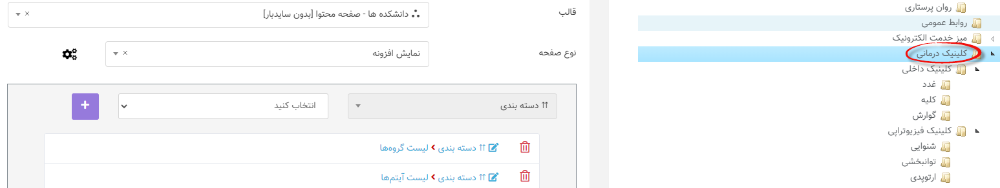 روان پرستاری
روابط عمومی
میز خدمت الکترونیک
کلینیک درمانی
کلینیک داخلی
غدد
کلیه
گوارش
کلینیک فیزیوتراپی
شنوایی
توانبخشی
ارتوپدی
قالب
دانشکده ها - صفحه محتوا [بدون سایدبار] ×
نوع صفحه
نمایش افزونه ×
دسته بندی
انتخاب کنید
+
دسته بندی › لیست گروه‌ها
دسته بندی › لیست آیتم‌ها